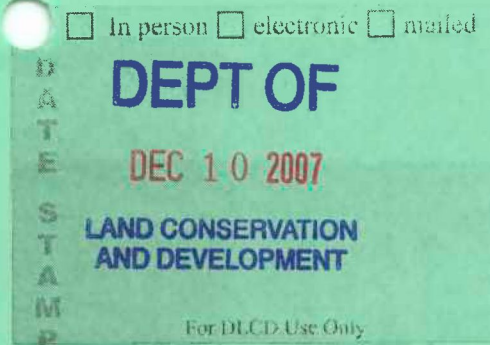 ☐ In person ☐ electronic ☐ mailed
DATE STAMP
DEPT OF
DEC 10 2007
LAND CONSERVATION
AND DEVELOPMENT
For DLCD Use Only